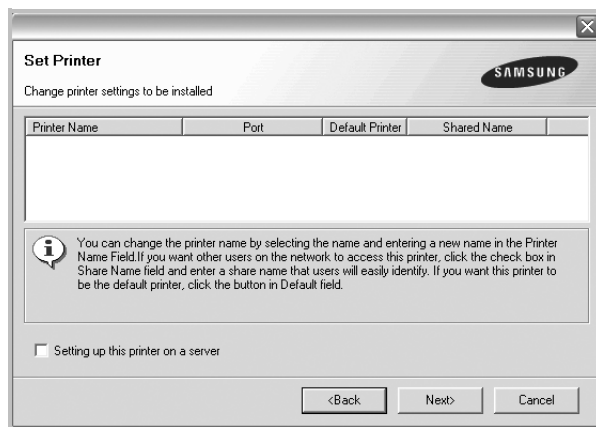 Set Printer
SAMSUNG
Change printer settings to be installed
Printer Name Port Default Printer Shared Name
You can change the printer name by selecting the name and entering a new name in the Printer
Name Field.If you want other users on the network to access this printer, click the check box in
Share Name field and enter a share name that users will easily identify. If you want this printer to
be the default printer, click the button in Default field.
Setting up this printer on a server
<Back Next> Cancel